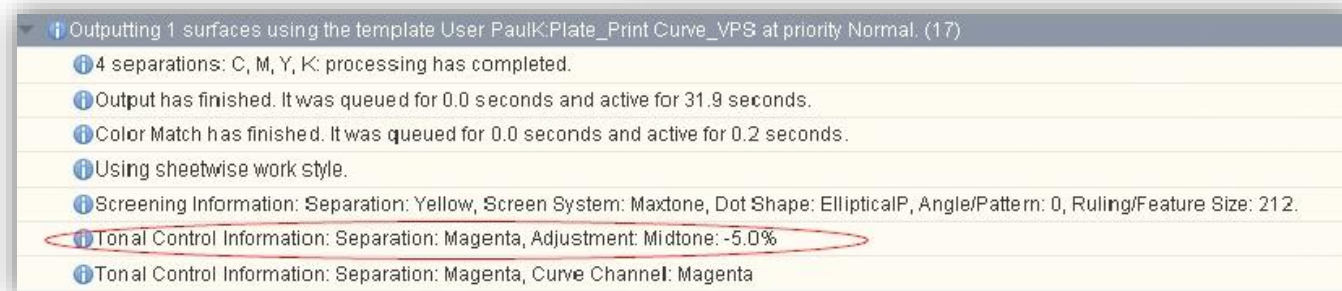 Outputting 1 surfaces using the template User PaulK:Plate_Print Curve_VPS at priority Normal. (17)
4 separations: C, M, Y, K: processing has completed.
Output has finished. It was queued for 0.0 seconds and active for 31.9 seconds.
Color Match has finished. It was queued for 0.0 seconds and active for 0.2 seconds.
Using sheetwise work style.
Screening Information: Separation: Yellow, Screen System: Maxtone, Dot Shape: EllipticalP, Angle/Pattern: 0, Ruling/Feature Size: 212.
Tonal Control Information: Separation: Magenta, Adjustment: Midtone: -5.0%
Tonal Control Information: Separation: Magenta, Curve Channel: Magenta